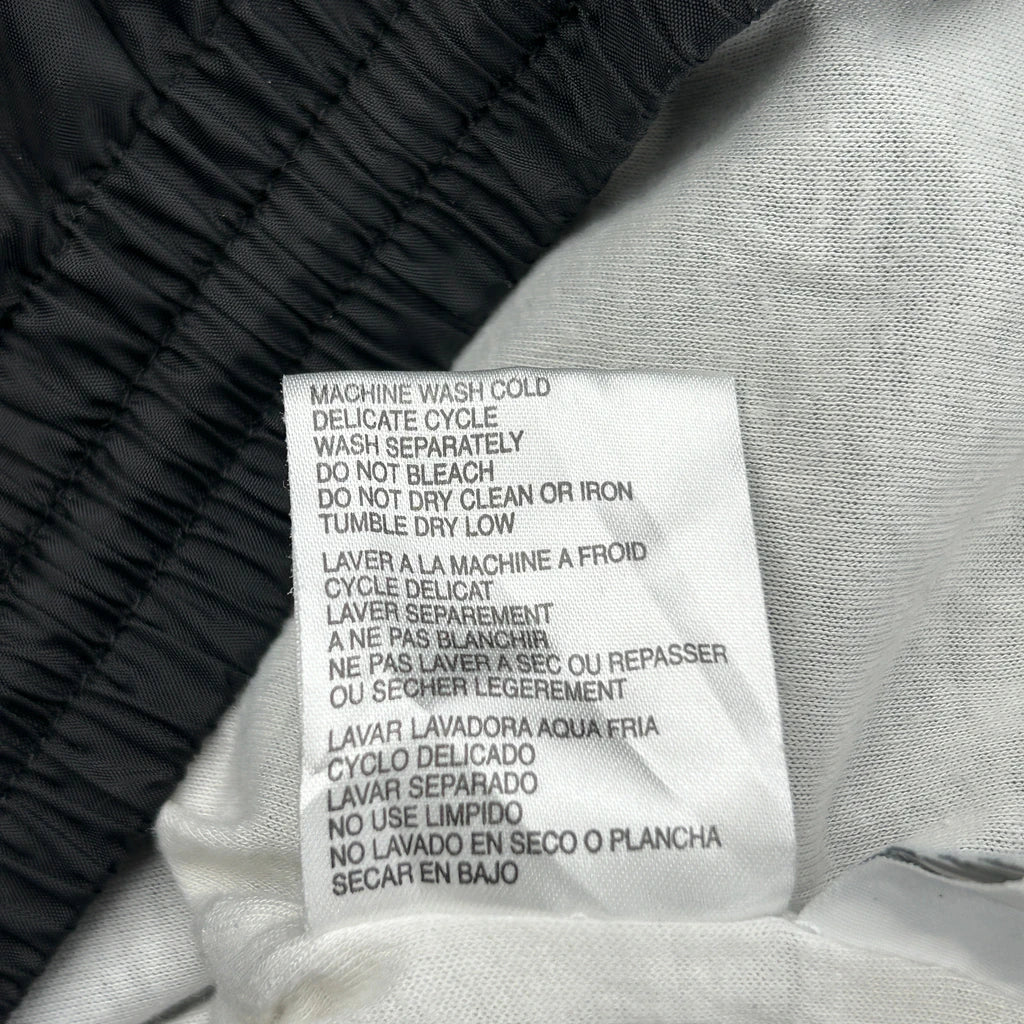 MACHINE WASH COLD
DELICATE CYCLE
WASH SEPARATELY
DO NOT BLEACH
DO NOT DRY CLEAN OR IRON
TUMBLE DRY LOW
LAVER A LA MACHINE A FROID
CYCLE DELICAT
LAVER SEPAREMENT
A NE PAS BLANCHIR
NE PAS LAVER A SEC OU REPASSER
OU SECHER LEGEREMENT
LAVAR LAVADORA AQUA FRIA
CYCLO DELICADO
LAVAR SEPARADO
NO USE LIMPIDO
NO LAVADO EN SECO O PLANCHA
SECAR EN BAJO